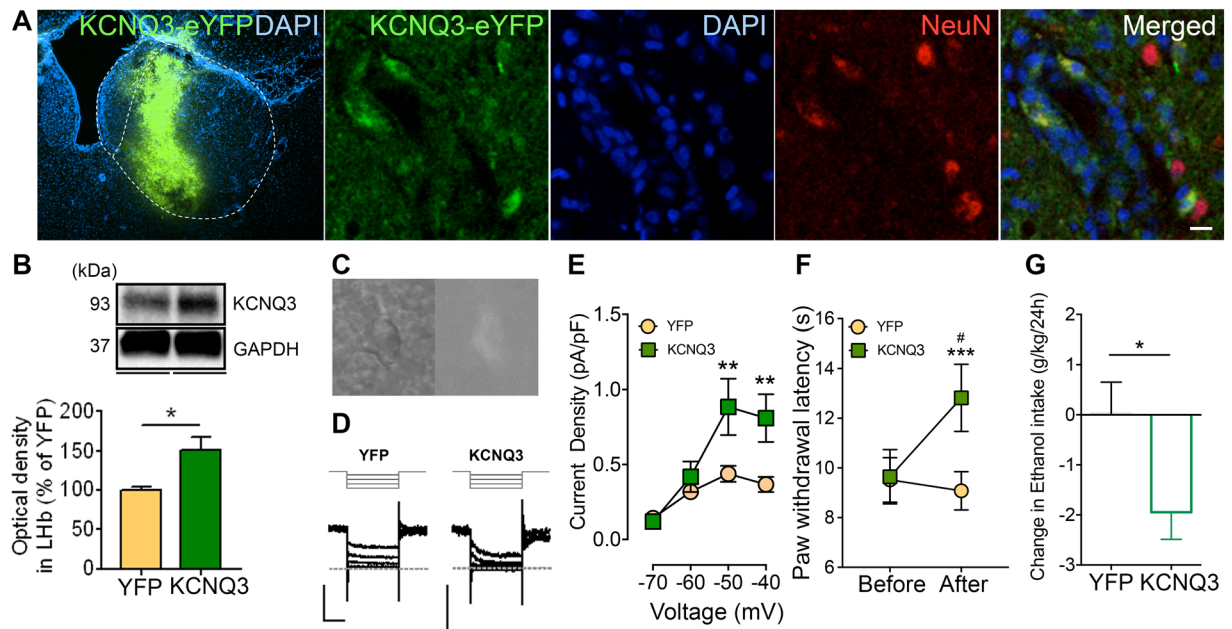 A
KCNQ3-eYFPDAPI
KCNQ3-eYFP
DAPI
NeuN
Merged
B
(kDa)
93
KCNQ3
37
GAPDH
Optical density
in LHb (% of YFP)
200
150
100
50
0
*
YFP
KCNQ3
C
D
YFP
KCNQ3
E
Current Density (pA/pF)
1.5
1.0
0.5
0.0
YFP
KCNQ3
**
**
-70
-60
-50
-40
Voltage (mV)
F
Paw withdrawal latency (s)
16
14
12
10
8
6
4
YFP
KCNQ3
#
***
Before
After
G
Change in Ethanol intake (g/kg/24h)
2
1
0
-1
-2
-3
*
YFP
KCNQ3